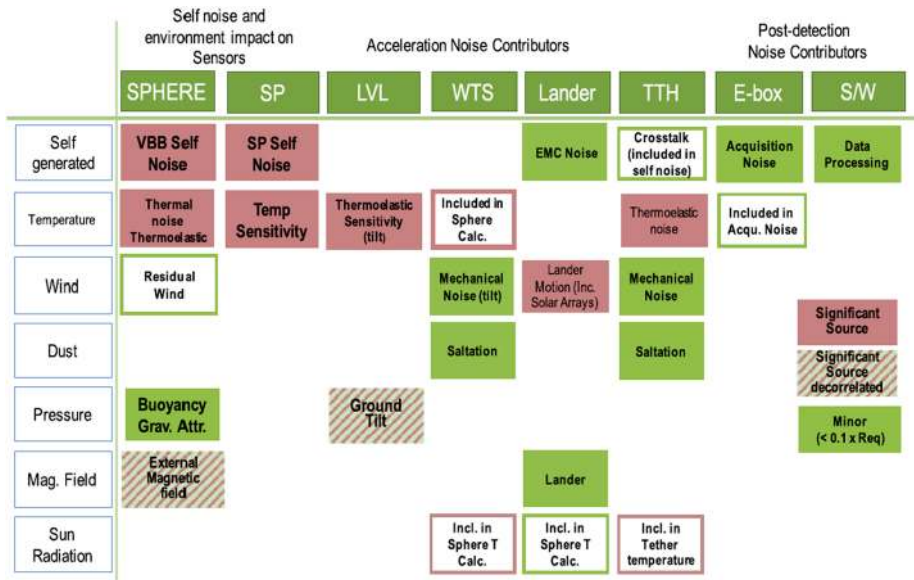 Self noise and
environment impact on
Sensors
Acceleration Noise Contributors
Post-detection
Noise Contributors
SPHERE
SP
LVL
WTS
Lander
TTH
E-box
S/W
Self
generated
VBB Self
Noise
SP Self
Noise
EMC Noise
Crosstalk
(included in
self noise)
Acquisition
Noise
Data
Processing
Temperature
Thermal
noise
Thermoelastic
Temp
Sensitivity
Thermoelastic
Sensitivity
(tilt)
Included in
Sphere
Calc.
Thermoelastic
noise
Included in
Acqu. Noise
Wind
Residual
Wind
Mechanical
Noise (tilt)
Lander
Motion (Inc.
Solar Arrays)
Mechanical
Noise
Significant
Source
Dust
Saltation
Saltation
Significant
Source
decorrelated
Pressure
Buoyancy
Grav. Attr.
Ground
Tilt
Minor
(< 0.1 x Req)
Mag. Field
External
Magnetic
field
Lander
Sun
Radiation
Incl. in
Sphere T
Calc.
Incl. in
Sphere T
Calc.
Incl. in
Tether
temperature